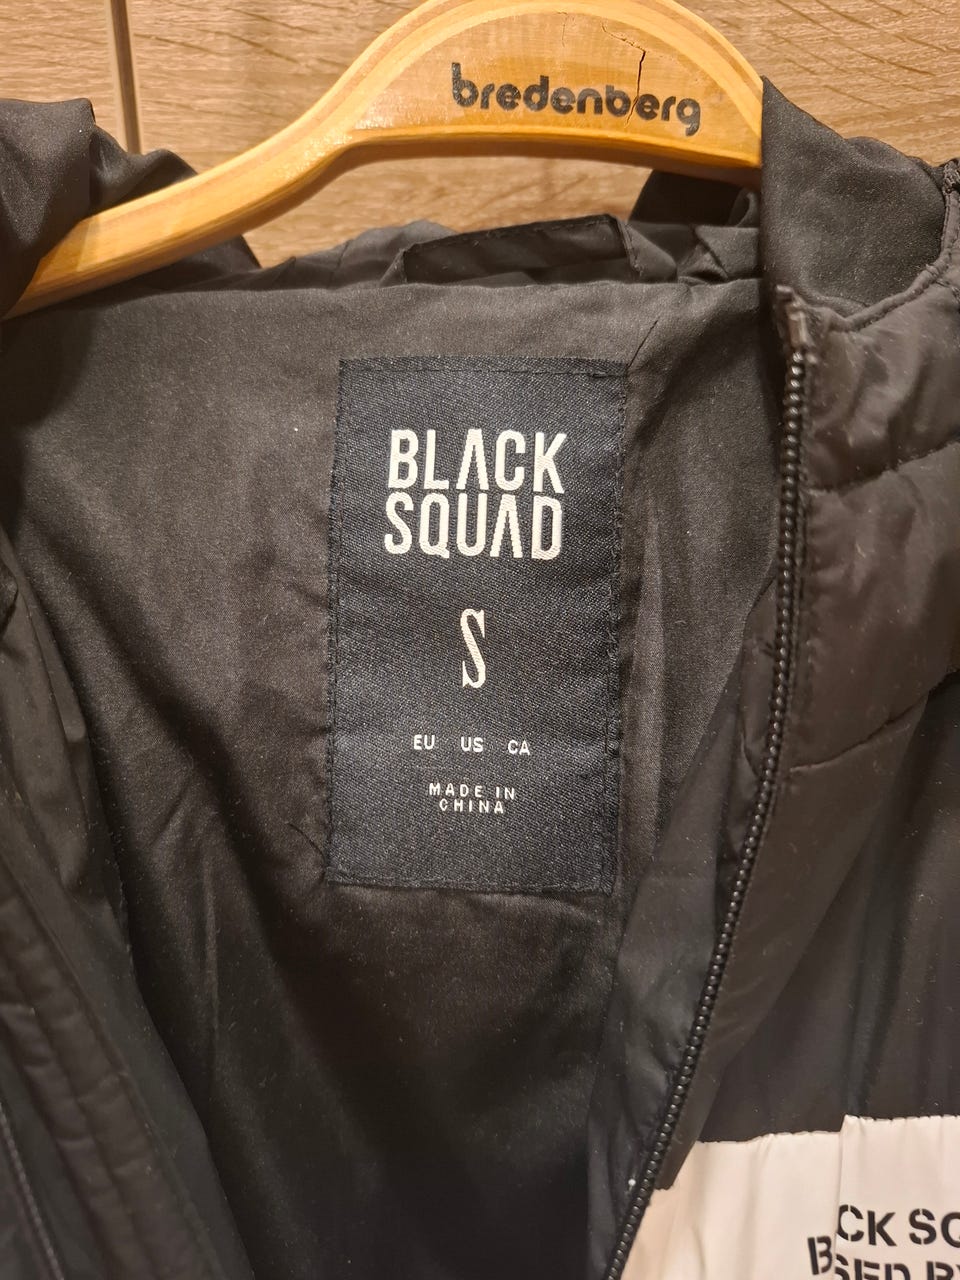 bredenberg
BLACK
SQUAD
S
EU US CA
MADE IN
CHINA
CK SQ